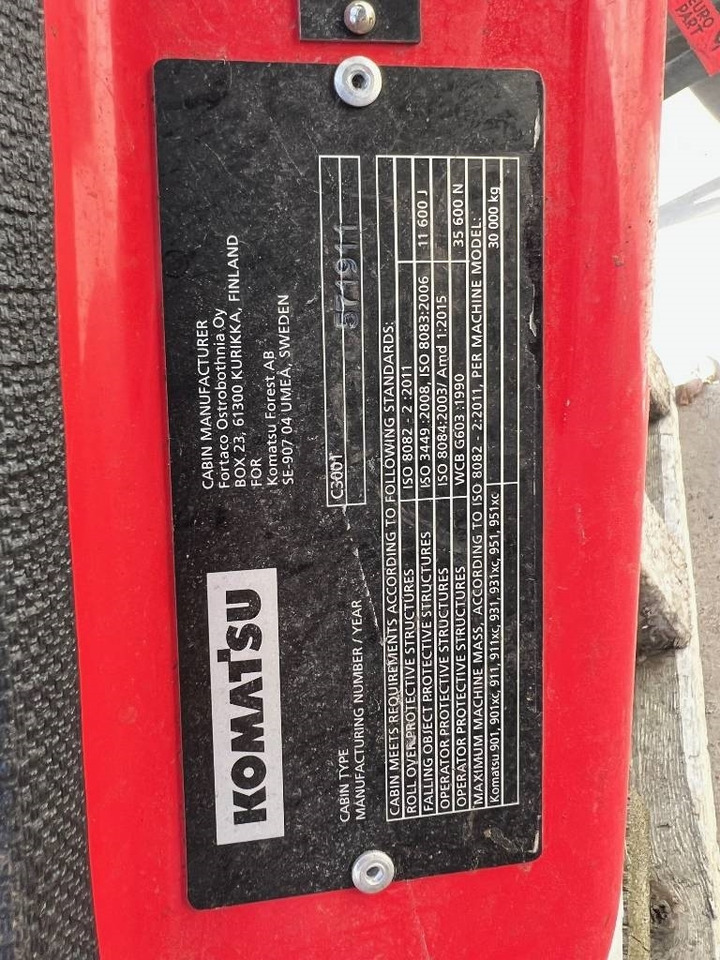 KOMATSU
CABIN MANUFACTURER
Fortaco Ostrobothnia Oy
BOX 23, 61300 KURIKKA, FINLAND
FOR
Komatsu Forest AB
SE-907 04 UMEÅ, SWEDEN
CABIN TYPE C3001
MANUFACTURING NUMBER / YEAR 571911
CABIN MEETS REQUIREMENTS ACCORDING TO FOLLOWING STANDARDS:
ROLL OVER PROTECTIVE STRUCTURES ISO 8082 - 2 :2011
FALLING OBJECT PROTECTIVE STRUCTURES ISO 3449 :2008, ISO 8083:2006 11 600 J
OPERATOR PROTECTIVE STRUCTURES ISO 8084:2003/ Amd 1:2015
OPERATOR PROTECTIVE STRUCTURES WCB G603 :1990 35 600 N
MAXIMUM MACHINE MASS, ACCORDING TO ISO 8082 - 2:2011, PER MACHINE MODEL:
Komatsu 901, 901xc, 911, 911xc, 931, 931xc, 951, 951xc 30 000 kg
EURO
PART